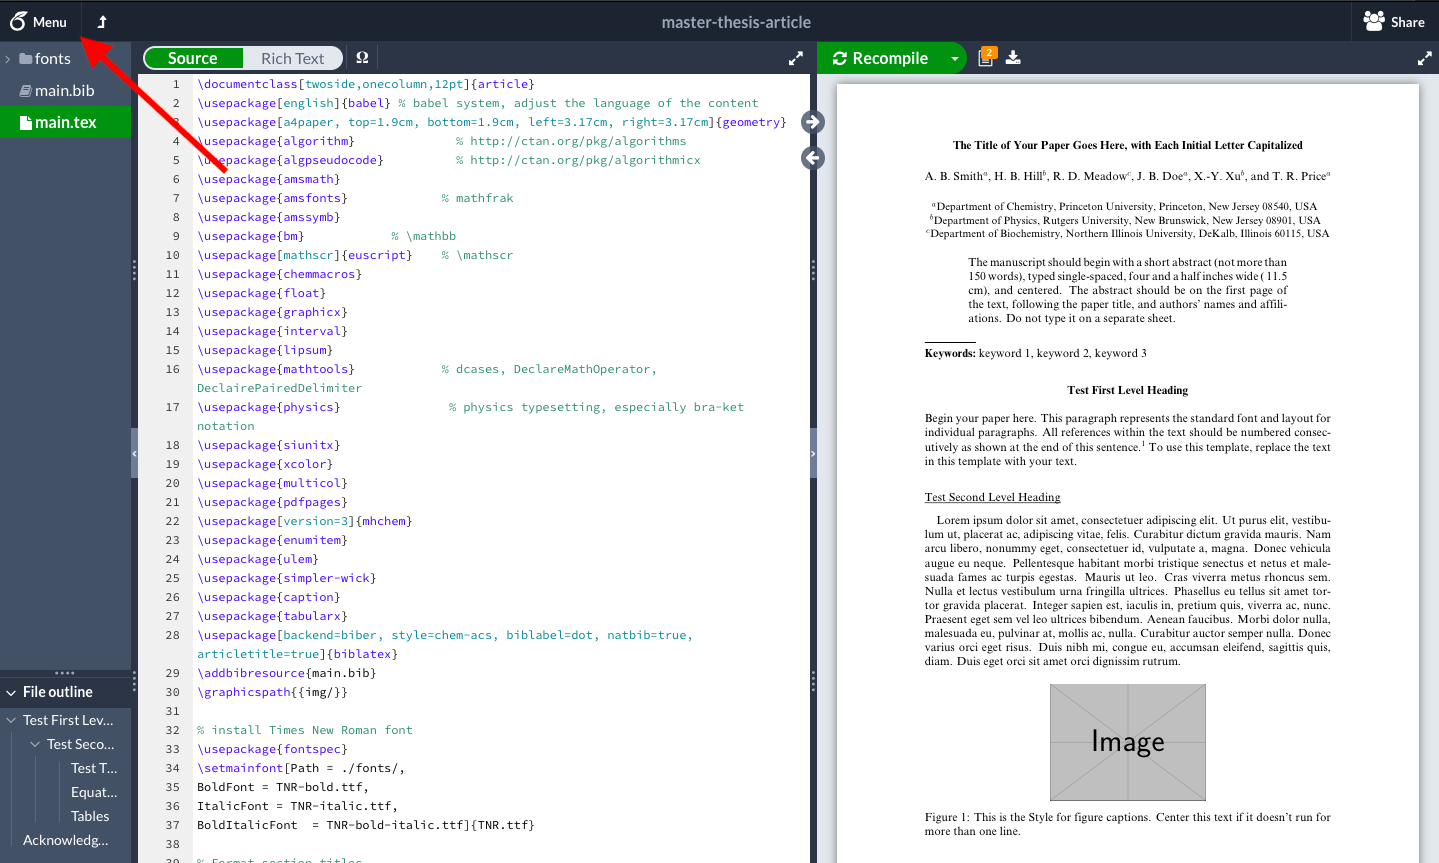 Menu
master-thesis-article
Share
fonts
main.bib
main.tex
Source
Rich Text
Ω
Recompile
2
1 \documentclass[twoside,onecolumn,12pt]{article}
2 \usepackage[english]{babel} % babel system, adjust the language of the content
3 \usepackage[a4paper, top=1.9cm, bottom=1.9cm, left=3.17cm, right=3.17cm]{geometry}
4 \usepackage{algorithm} % http://ctan.org/pkg/algorithms
5 \usepackage{algpseudocode} % http://ctan.org/pkg/algorithmicx
6 \usepackage{amsmath}
7 \usepackage{amsfonts} % mathfrak
8 \usepackage{amssymb}
9 \usepackage{bm} % \mathbb
10 \usepackage[mathscr]{euscript} % \mathscr
11 \usepackage{chemmacros}
12 \usepackage{float}
13 \usepackage{graphicx}
14 \usepackage{interval}
15 \usepackage{lipsum}
16 \usepackage{mathtools} % dcases, DeclareMathOperator,
DeclairePairedDelimiter
17 \usepackage{physics} % physics typesetting, especially bra-ket
notation
18 \usepackage{siunitx}
19 \usepackage{xcolor}
20 \usepackage{multicol}
21 \usepackage{pdfpages}
22 \usepackage[version=3]{mhchem}
23 \usepackage{enumitem}
24 \usepackage{ulem}
25 \usepackage{simpler-wick}
26 \usepackage{caption}
27 \usepackage{tabularx}
28 \usepackage[backend=biber, style=chem-acs, biblabel=dot, natbib=true,
articletitle=true]{biblatex}
29 \addbibresource{main.bib}
30 \graphicspath{{img/}}
31
32 % install Times New Roman font
33 \usepackage{fontspec}
34 \setmainfont[Path = ./fonts/,
35 BoldFont = TNR-bold.ttf,
36 ItalicFont = TNR-italic.ttf,
37 BoldItalicFont = TNR-bold-italic.ttf]{TNR.ttf}
38
39 % Format section titles
File outline
Test First Lev...
Test Seco...
Test T...
Equat...
Tables
Acknowledg...
The Title of Your Paper Goes Here, with Each Initial Letter Capitalized
A. B. Smithᵃ, H. B. Hillᵇ, R. D. Meadowᶜ, J. B. Doeᵃ, X.-Y. Xuᵇ, and T. R. Priceᵃ
ᵃDepartment of Chemistry, Princeton University, Princeton, New Jersey 08540, USA
ᵇDepartment of Physics, Rutgers University, New Brunswick, New Jersey 08901, USA
ᶜDepartment of Biochemistry, Northern Illinois University, DeKalb, Illinois 60115, USA
The manuscript should begin with a short abstract (not more than
150 words), typed single-spaced, four and a half inches wide ( 11.5
cm), and centered. The abstract should be on the first page of
the text, following the paper title, and authors' names and affili-
ations. Do not type it on a separate sheet.
Keywords: keyword 1, keyword 2, keyword 3
Test First Level Heading
Begin your paper here. This paragraph represents the standard font and layout for
individual paragraphs. All references within the text should be numbered consec-
utively as shown at the end of this sentence.¹ To use this template, replace the text
in this template with your text.
Test Second Level Heading
Lorem ipsum dolor sit amet, consectetuer adipiscing elit. Ut purus elit, vestibu-
lum ut, placerat ac, adipiscing vitae, felis. Curabitur dictum gravida mauris. Nam
arcu libero, nonummy eget, consectetuer id, vulputate a, magna. Donec vehicula
augue eu neque. Pellentesque habitant morbi tristique senectus et netus et male-
suada fames ac turpis egestas. Mauris ut leo. Cras viverra metus rhoncus sem.
Nulla et lectus vestibulum urna fringilla ultrices. Phasellus eu tellus sit amet tor-
tor gravida placerat. Integer sapien est, iaculis in, pretium quis, viverra ac, nunc.
Praesent eget sem vel leo ultrices bibendum. Aenean faucibus. Morbi dolor nulla,
malesuada eu, pulvinar at, mollis ac, nulla. Curabitur auctor semper nulla. Donec
varius orci eget risus. Duis nibh mi, congue eu, accumsan eleifend, sagittis quis,
diam. Duis eget orci sit amet orci dignissim rutrum.
Image
Figure 1: This is the Style for figure captions. Center this text if it doesn't run for
more than one line.